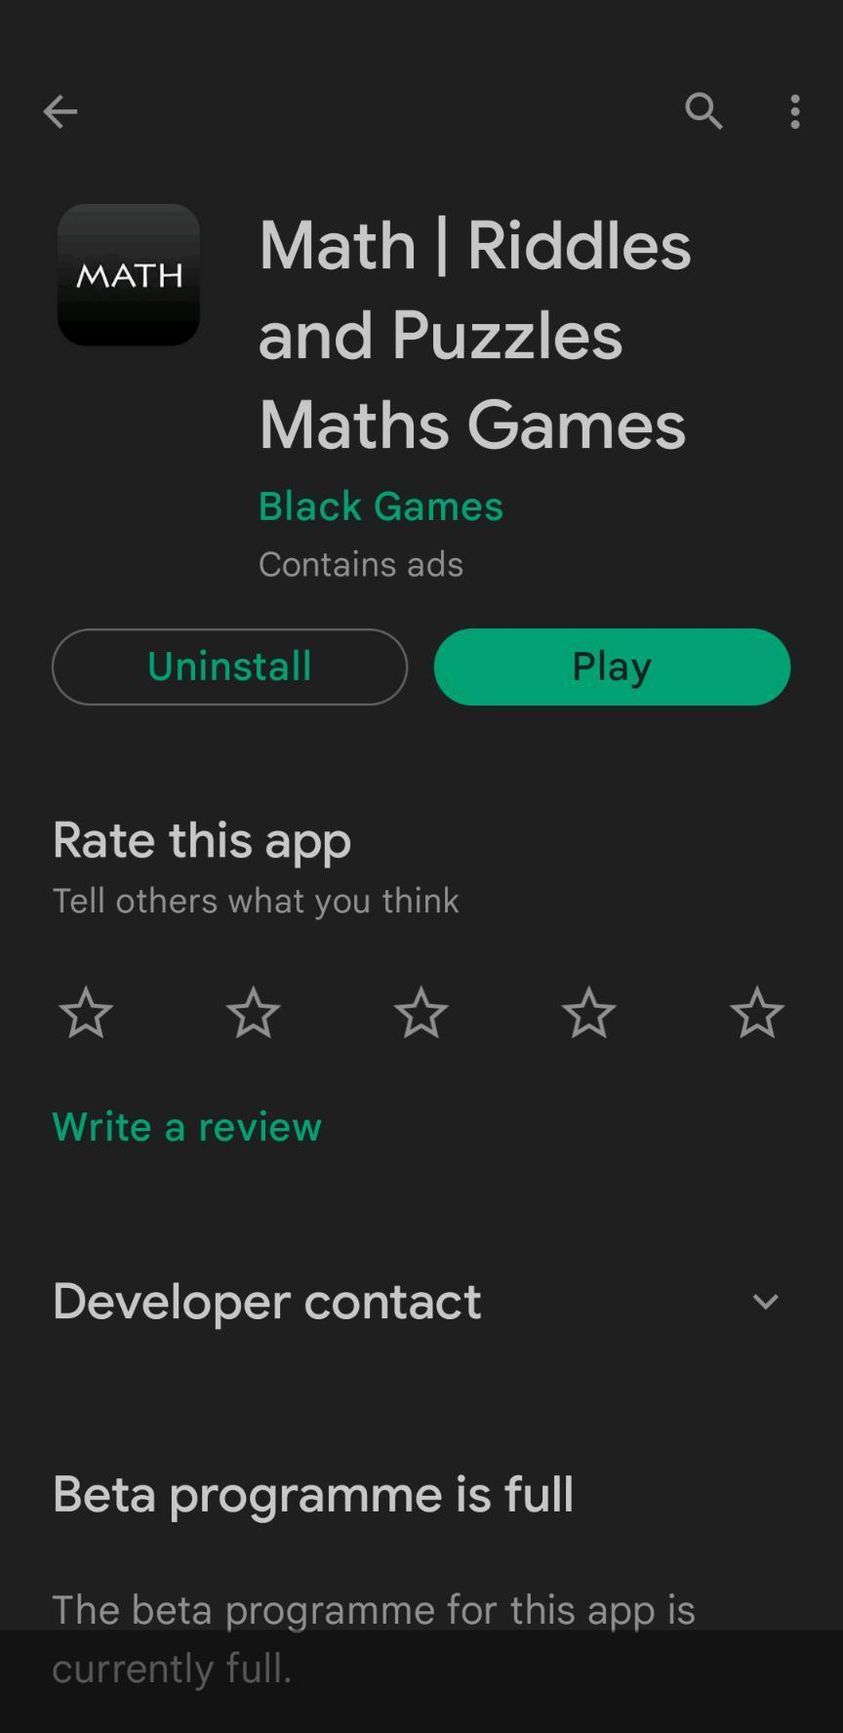 MATH
Math | Riddles
and Puzzles
Maths Games
Black Games
Contains ads
Uninstall
Play
Rate this app
Tell others what you think
Write a review
Developer contact
Beta programme is full
The beta programme for this app is
currently full.